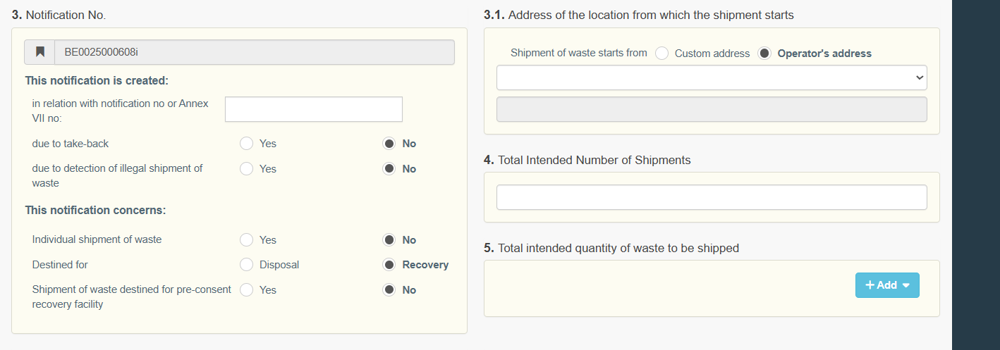 3. Notification No.
BE0025000608i
This notification is created:
in relation with notification no or Annex
VII no:
due to take-back
Yes
No
due to detection of illegal shipment of
waste
Yes
No
This notification concerns:
Individual shipment of waste
Yes
No
Destined for
Disposal
Recovery
Shipment of waste destined for pre-consent
recovery facility
Yes
No
3.1. Address of the location from which the shipment starts
Shipment of waste starts from
Custom address
Operator's address
4. Total Intended Number of Shipments
5. Total intended quantity of waste to be shipped
+ Add